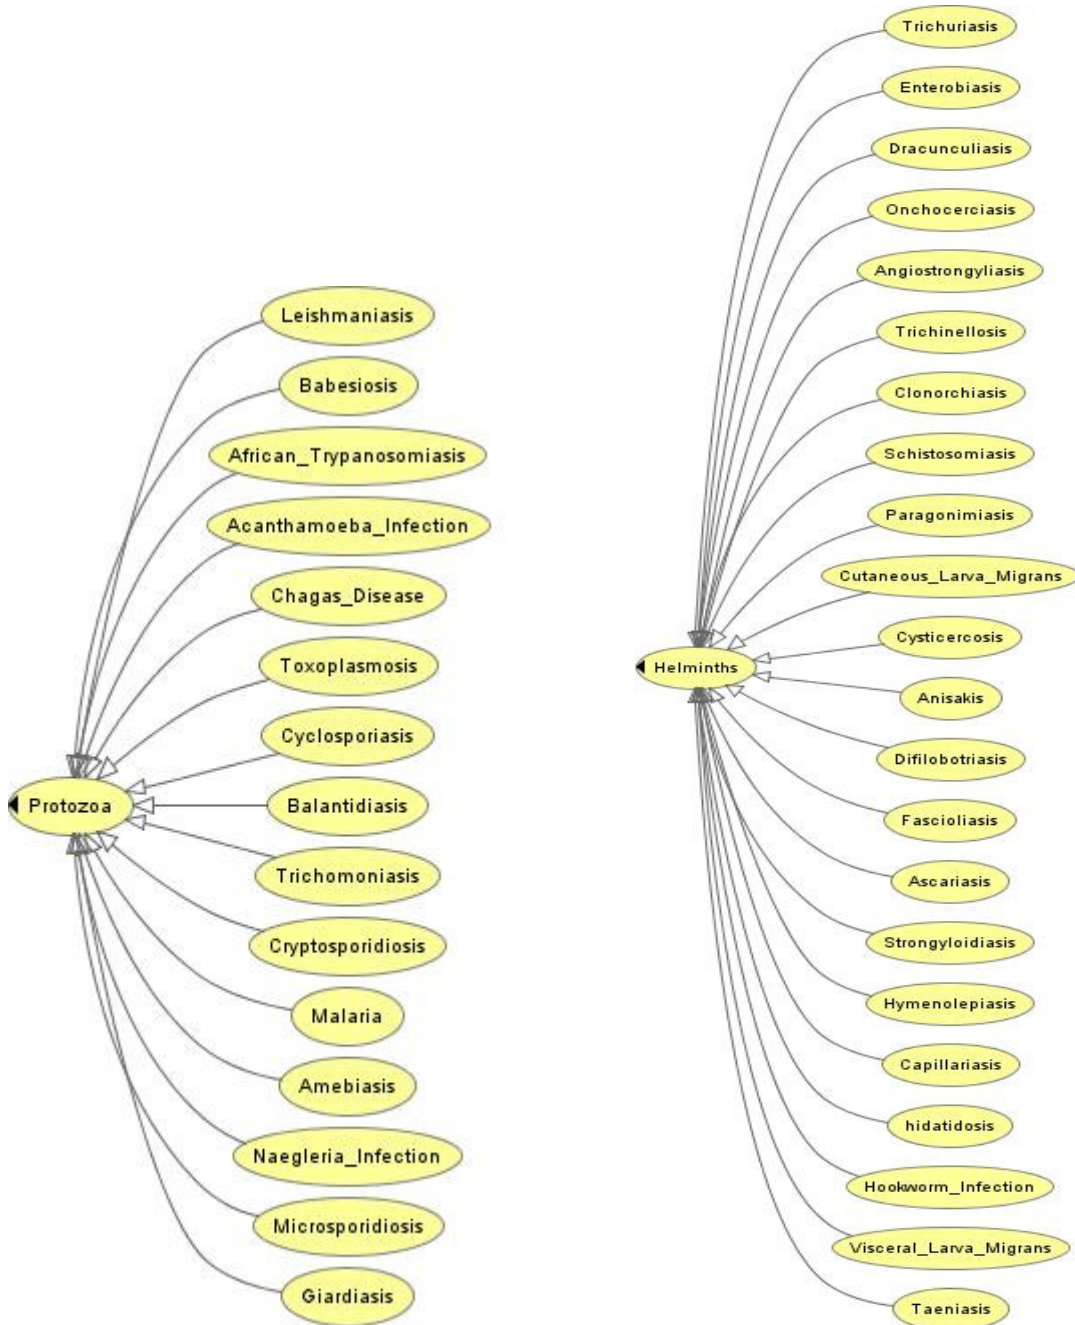 Leishmaniasis
Babesiosis
African_Trypanosomiasis
Acanthamoeba_Infection
Chagas_Disease
Toxoplasmosis
Cyclosporiasis
Protozoa
Balantidiasis
Trichomoniasis
Cryptosporidiosis
Malaria
Amebiasis
Naegleria_Infection
Microsporidiosis
Giardiasis
Trichuriasis
Enterobiasis
Dracunculiasis
Onchocerciasis
Angiostrongyliasis
Trichinellosis
Clonorchiasis
Schistosomiasis
Paragonimiasis
Cutaneous_Larva_Migrans
Cysticercosis
Helminths
Anisakis
Difilobotriasis
Fascioliasis
Ascariasis
Strongyloidiasis
Hymenolepiasis
Capillariasis
hidatidosis
Hookworm_Infection
Visceral_Larva_Migrans
Taeniasis